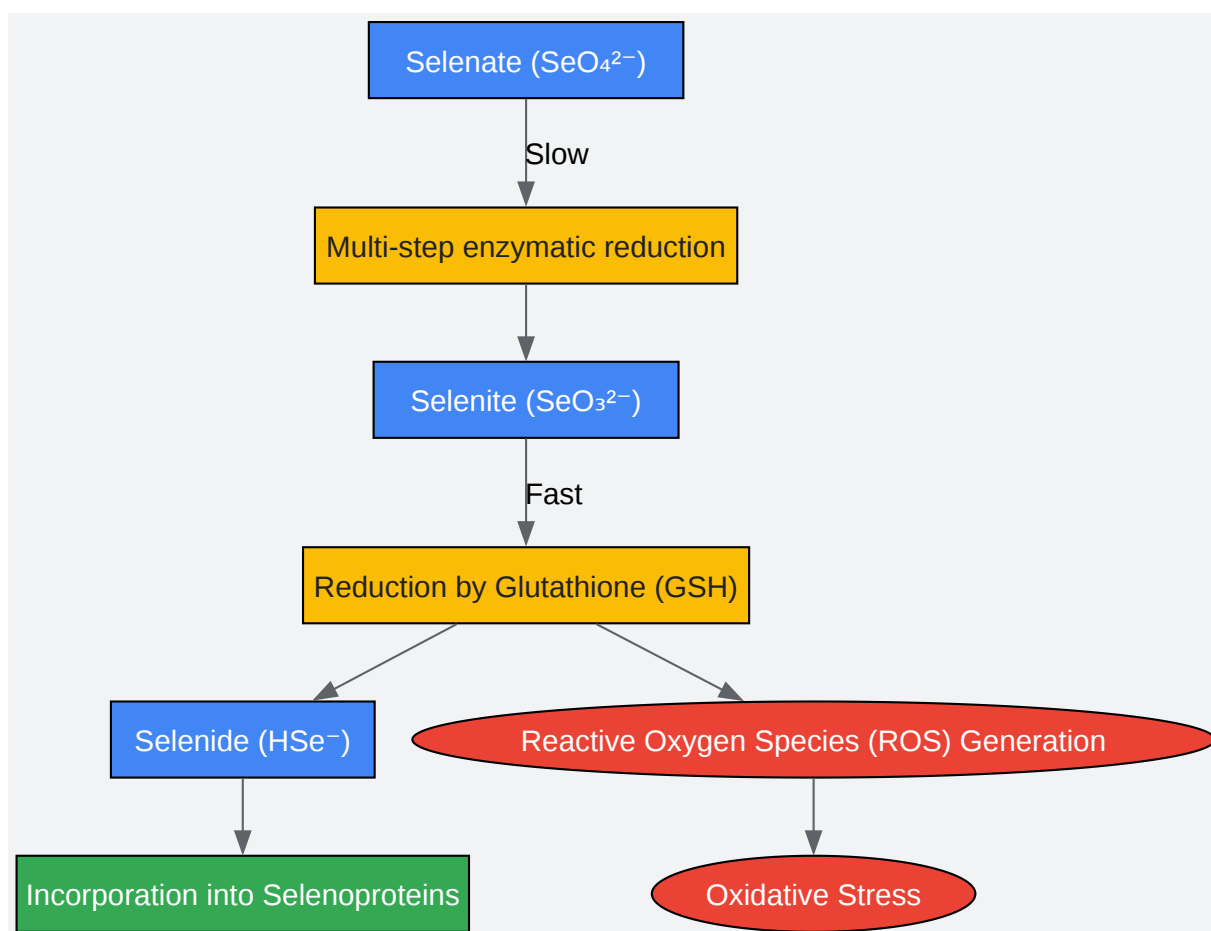 Selenate (SeO₄²⁻)
Slow
Multi-step enzymatic reduction
Selenite (SeO₃²⁻)
Fast
Reduction by Glutathione (GSH)
Selenide (HSe⁻)
Reactive Oxygen Species (ROS) Generation
Incorporation into Selenoproteins
Oxidative Stress